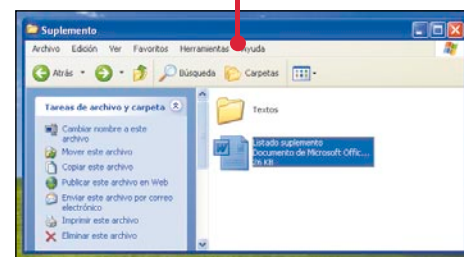 Suplemento
Archivo Edición Ver Favoritos Herramientas Ayuda
Atrás Búsqueda Carpetas
Tareas de archivo y carpeta
Cambiar nombre a este
archivo
Mover este archivo
Copiar este archivo
Publicar este archivo en Web
Enviar este archivo por correo
electrónico
Imprimir este archivo
Eliminar este archivo
Textos
Listado suplemento
Documento de Microsoft Offic...
26 KB